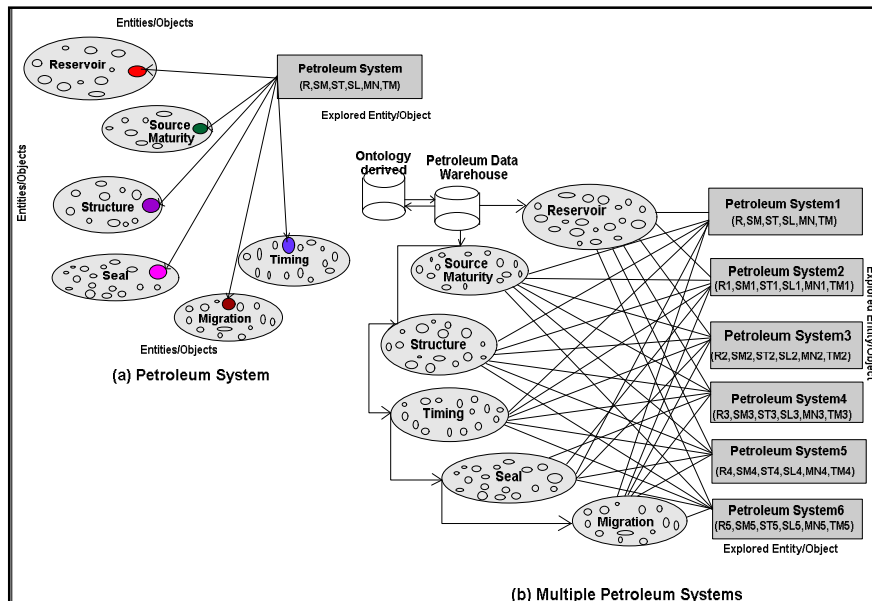 Entities/Objects
Reservoir
Petroleum System
(R,SM,ST,SL,MN,TM)
Explored Entity/Object
Source
Maturity
Entities/Objects
Structure
Seal
Timing
Migration
Entities/Objects
(a) Petroleum System
Ontology
derived
Petroleum Data
Warehouse
Reservoir
Source
Maturity
Structure
Timing
Seal
Migration
Petroleum System1
(R,SM,ST,SL,MN,TM)
Petroleum System2
(R1,SM1,ST1,SL1,MN1,TM1)
Petroleum System3
(R2,SM2,ST2,SL2,MN2,TM2)
Petroleum System4
(R3,SM3,ST3,SL3,MN3,TM3)
Petroleum System5
(R4,SM4,ST4,SL4,MN4,TM4)
Petroleum System6
(R5,SM5,ST5,SL5,MN5,TM5)
Explored Entity/Object
Explored Entity/Object
(b) Multiple Petroleum Systems